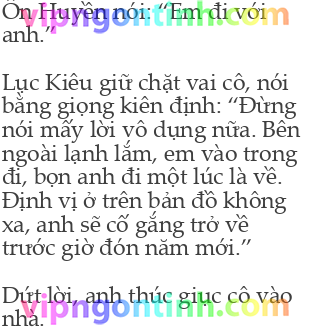 Ôn Huyền nói: “Em đi với
vipngontinh.com
anh.”
Lục Kiêu giữ chặt vai cô, nói
bằng giọng kiên định: “Đừng
nói mấy lời vô dụng nữa. Bên
ngoài lạnh lắm, em vào trong
đi, bọn anh đi một lúc là về.
Định vị ở trên bản đồ không
xa, anh sẽ cố gắng trở về
trước giờ đón năm mới.”
Dứt lời, anh thúc giục cô vào
vipngontinh.com
nhà.